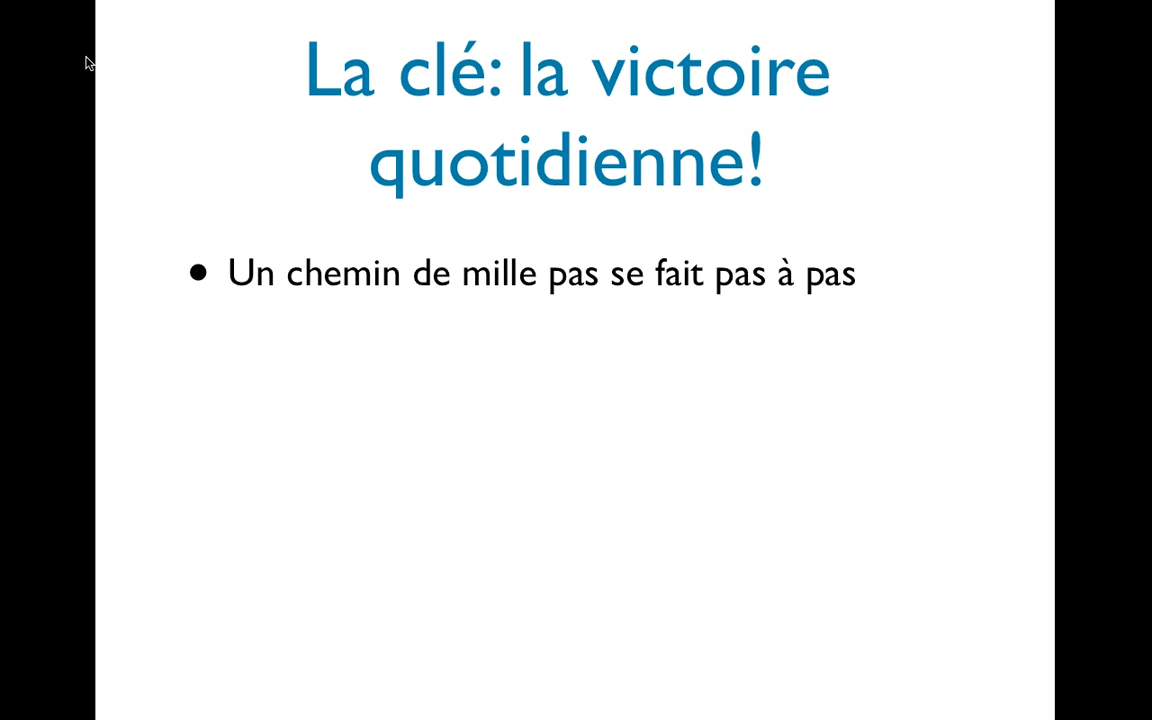 La clé: la victoire
quotidienne!
• Un chemin de mille pas se fait pas à pas